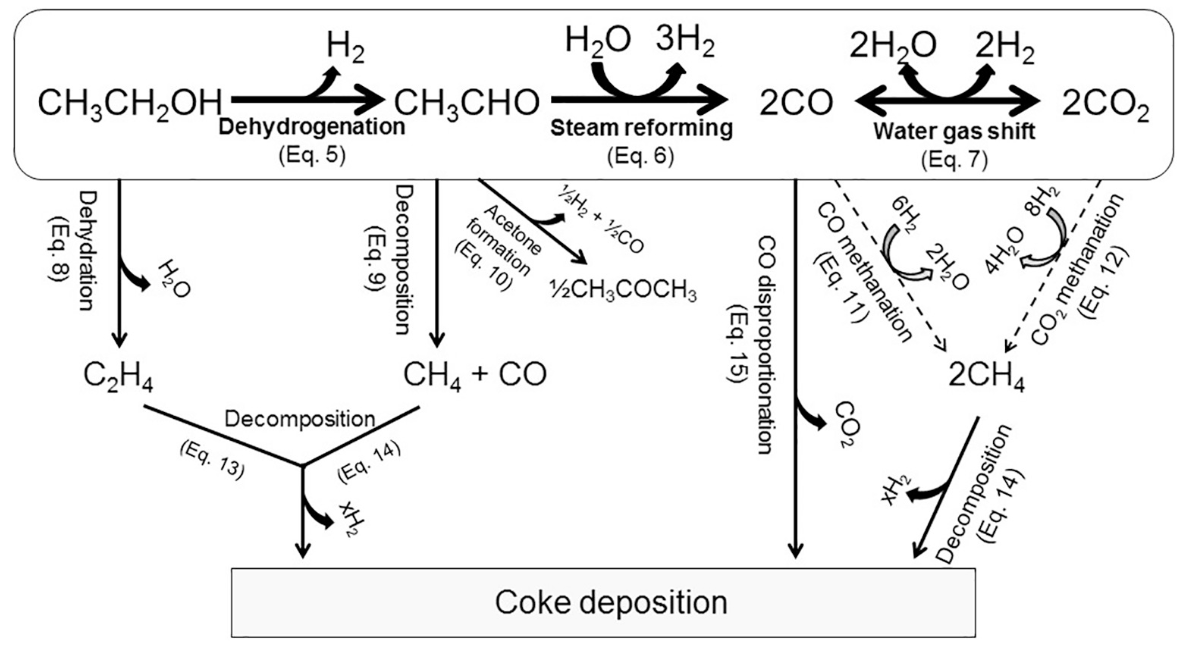 H₂
H₂O 3H₂
2H₂O 2H₂
CH₃CH₂OH CH₃CHO 2CO 2CO₂
Dehydrogenation
(Eq. 5)
Steam reforming
(Eq. 6)
Water gas shift
(Eq. 7)
Dehydration
(Eq. 8)
H₂O
Decomposition
(Eq. 9)
Acetone
formation
(Eq. 10)
½H₂ + ½CO
½CH₃COCH₃
CO disproportionation
(Eq. 15)
CO₂
CO methanation
(Eq. 11)
6H₂
2H₂O
8H₂
4H₂O
CO₂ methanation
(Eq. 12)
C₂H₄
CH₄ + CO
2CH₄
Decomposition
(Eq. 13)
(Eq. 14)
xH₂
xH₂
Decomposition
(Eq. 14)
Coke deposition